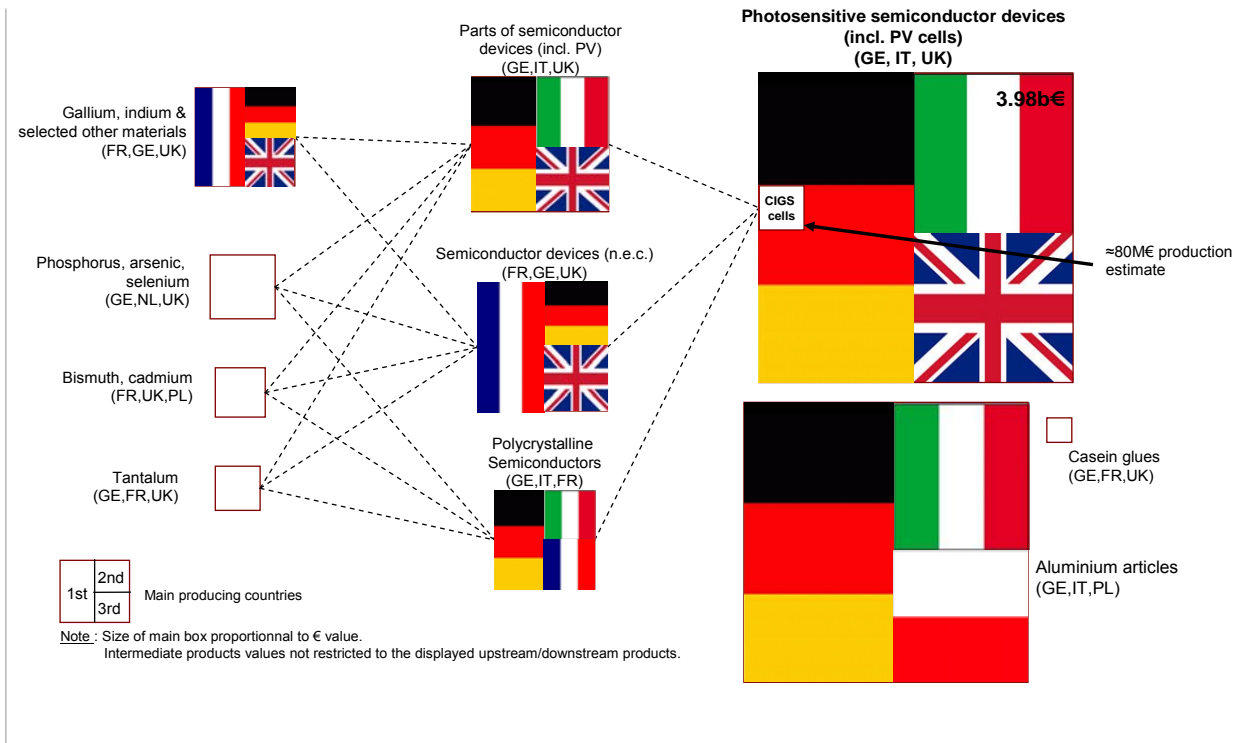 Photosensitive semiconductor devices
(incl. PV cells)
(GE, IT, UK)
3.98b€
CIGS
cells
≈80M€ production
estimate
Parts of semiconductor
devices (incl. PV)
(GE,IT,UK)
Gallium, indium &
selected other materials
(FR,GE,UK)
Phosphorus, arsenic,
selenium
(GE,NL,UK)
Semiconductor devices (n.e.c.)
(FR,GE,UK)
Bismuth, cadmium
(FR,UK,PL)
Polycrystalline
Semiconductors
(GE,IT,FR)
Tantalum
(GE,FR,UK)
Casein glues
(GE,FR,UK)
Aluminium articles
(GE,IT,PL)
1st
2nd
3rd
Main producing countries
Note : Size of main box proportionnal to € value.
Intermediate products values not restricted to the displayed upstream/downstream products.